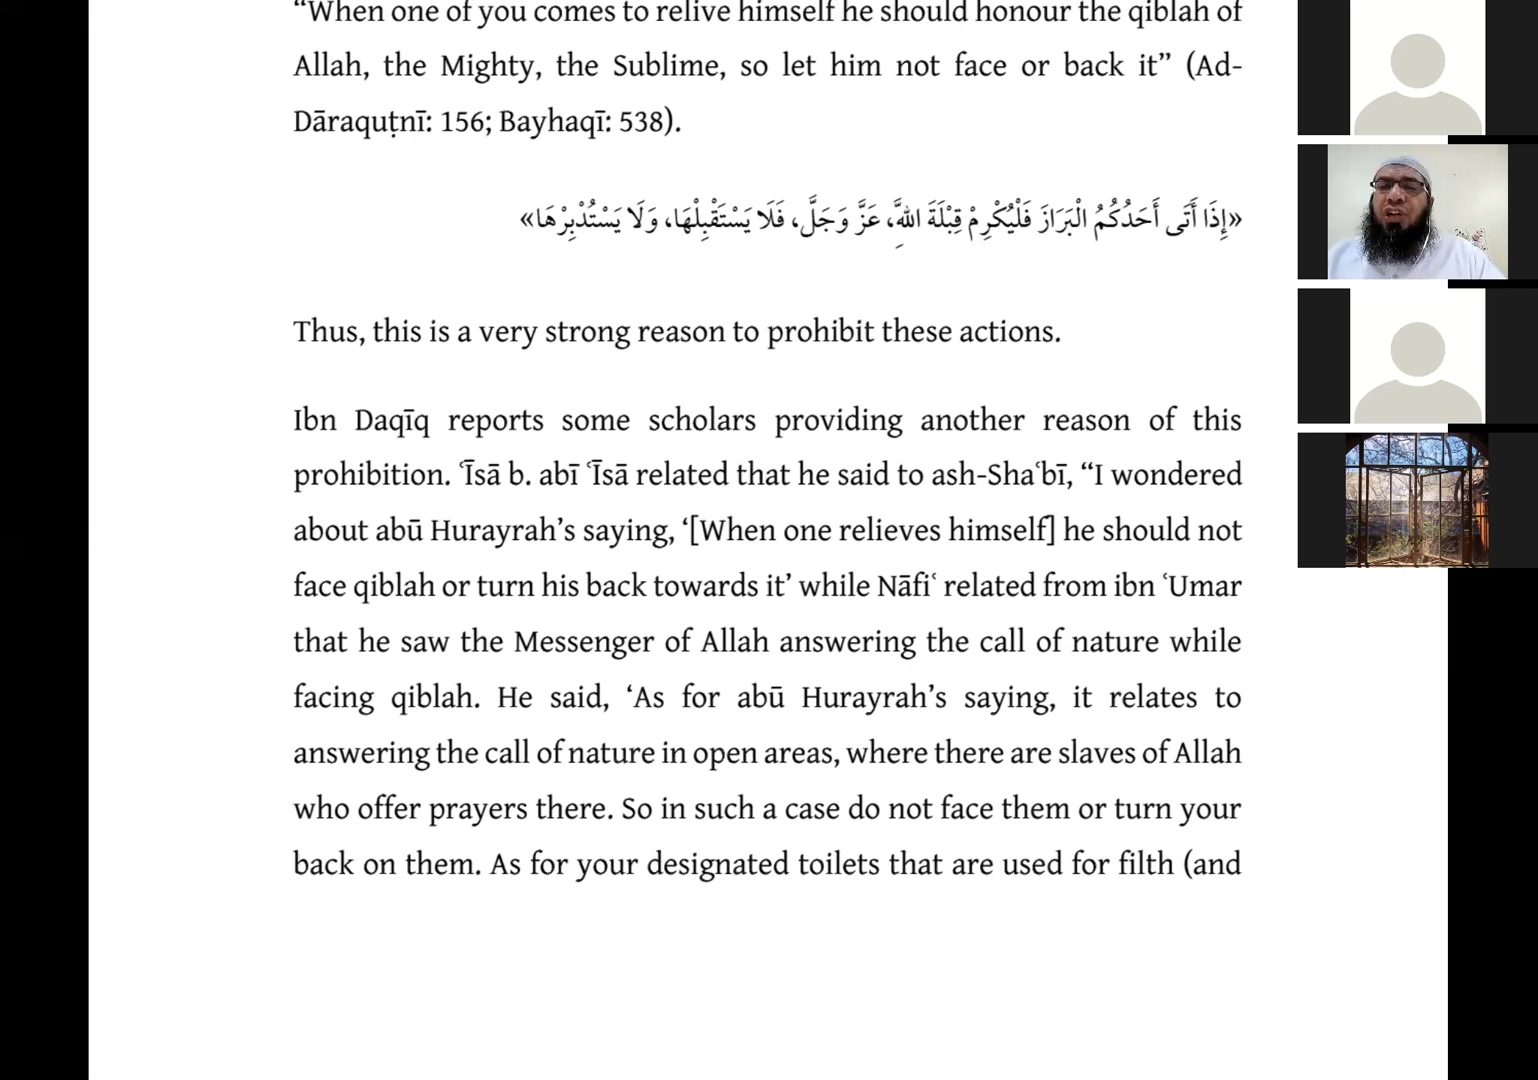 “When one of you comes to relive himself he should honour the qiblah of
Allah, the Mighty, the Sublime, so let him not face or back it” (Ad-
Dāraquṭnī: 156; Bayhaqī: 538).
«إِذَا أَتَى أَحَدُكُمُ الْبَرَازَ فَلْيُكْرِمْ قِبْلَةَ اللَّهِ، عَزَّ وَجَلَّ، فَلَا يَسْتَقْبِلْهَا، وَلَا يَسْتُدْبِرْهَا»
Thus, this is a very strong reason to prohibit these actions.
Ibn Daqīq reports some scholars providing another reason of this
prohibition. ʿĪsā b. abī ʿĪsā related that he said to ash-Shaʿbī, “I wondered
about abū Hurayrah’s saying, ‘[When one relieves himself] he should not
face qiblah or turn his back towards it’ while Nāfiʿ related from ibn ʿUmar
that he saw the Messenger of Allah answering the call of nature while
facing qiblah. He said, ‘As for abū Hurayrah’s saying, it relates to
answering the call of nature in open areas, where there are slaves of Allah
who offer prayers there. So in such a case do not face them or turn your
back on them. As for your designated toilets that are used for filth (and